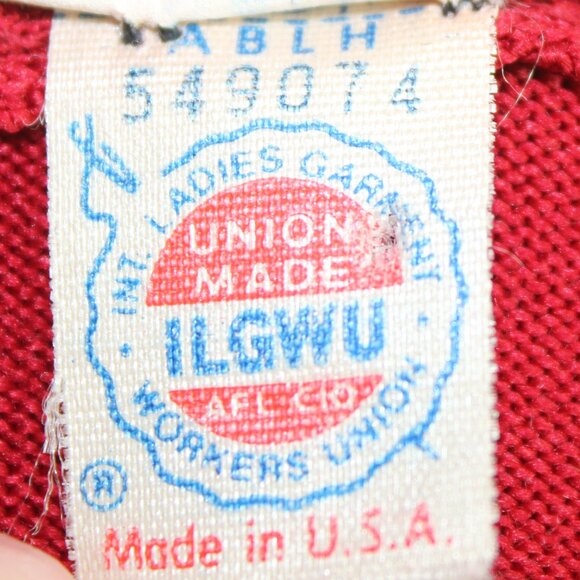 ABLH
549074
INT. LADIES GARMENT
UNION
MADE
ILGWU
AFL CIO
WORKERS UNION
®
Made in U.S.A.